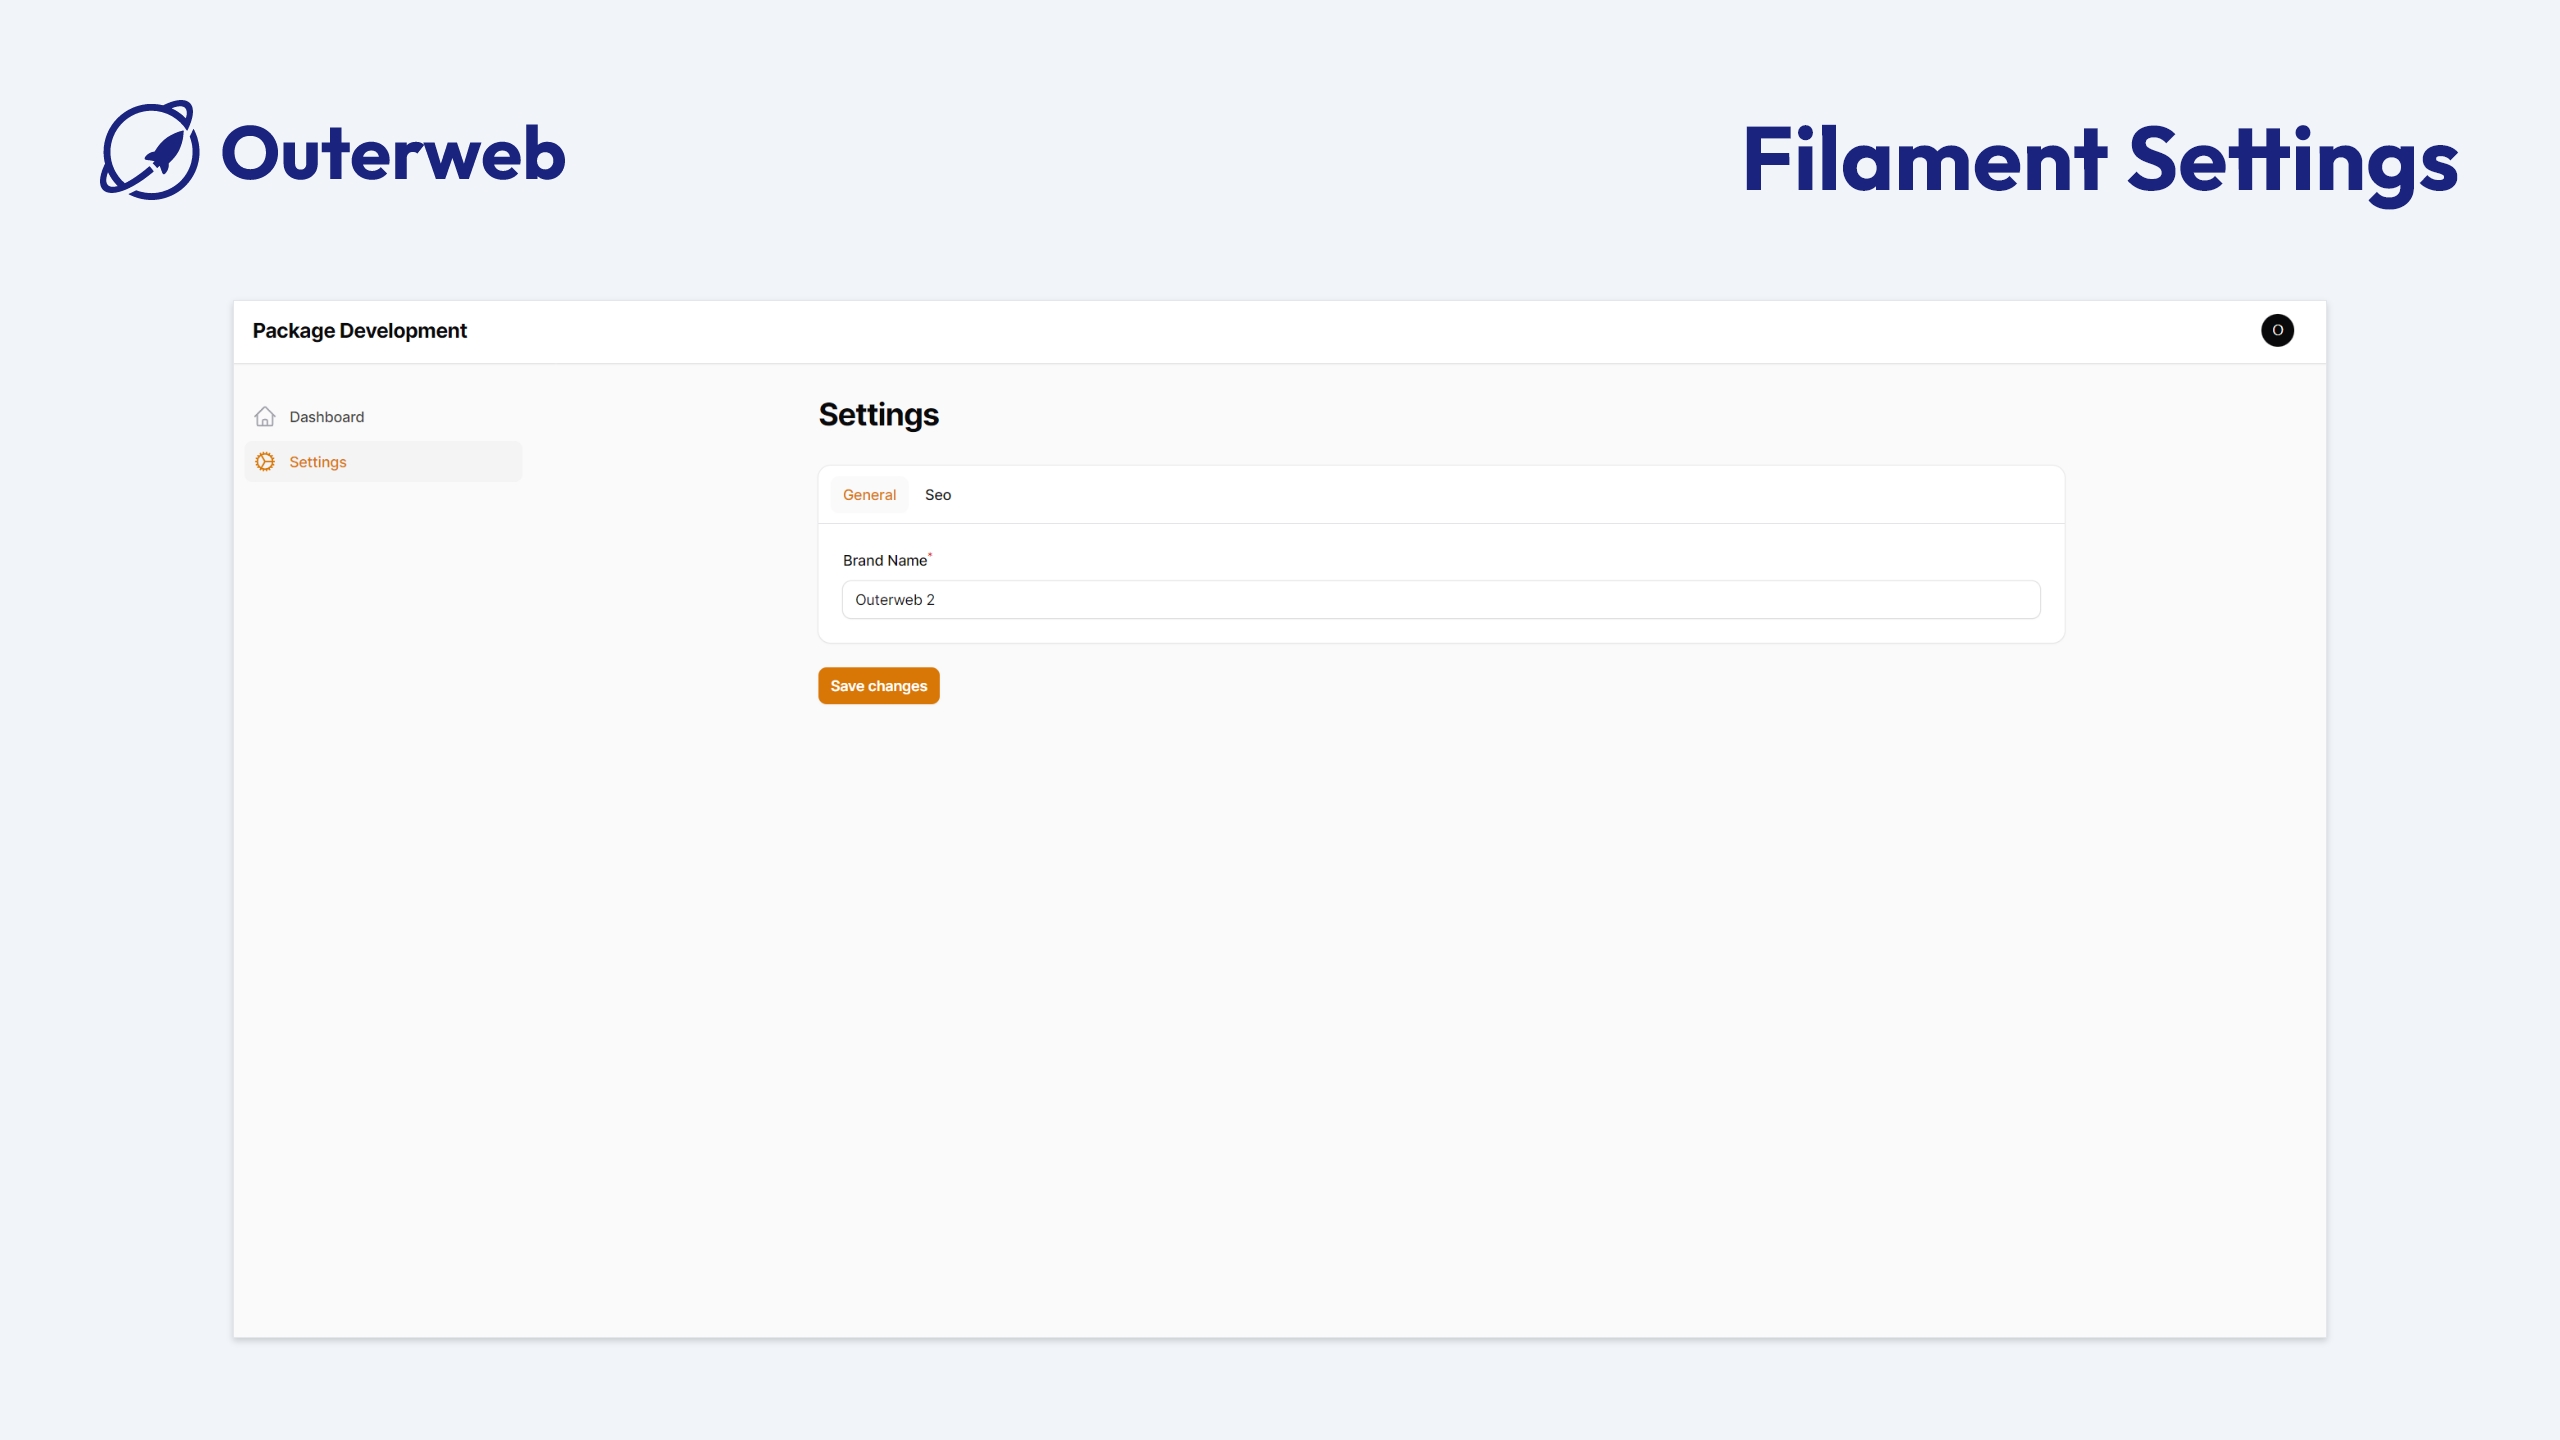 Outerweb
Filament Settings
Package Development
O
Dashboard
Settings
Settings
General Seo
Brand Name*
Outerweb 2
Save changes